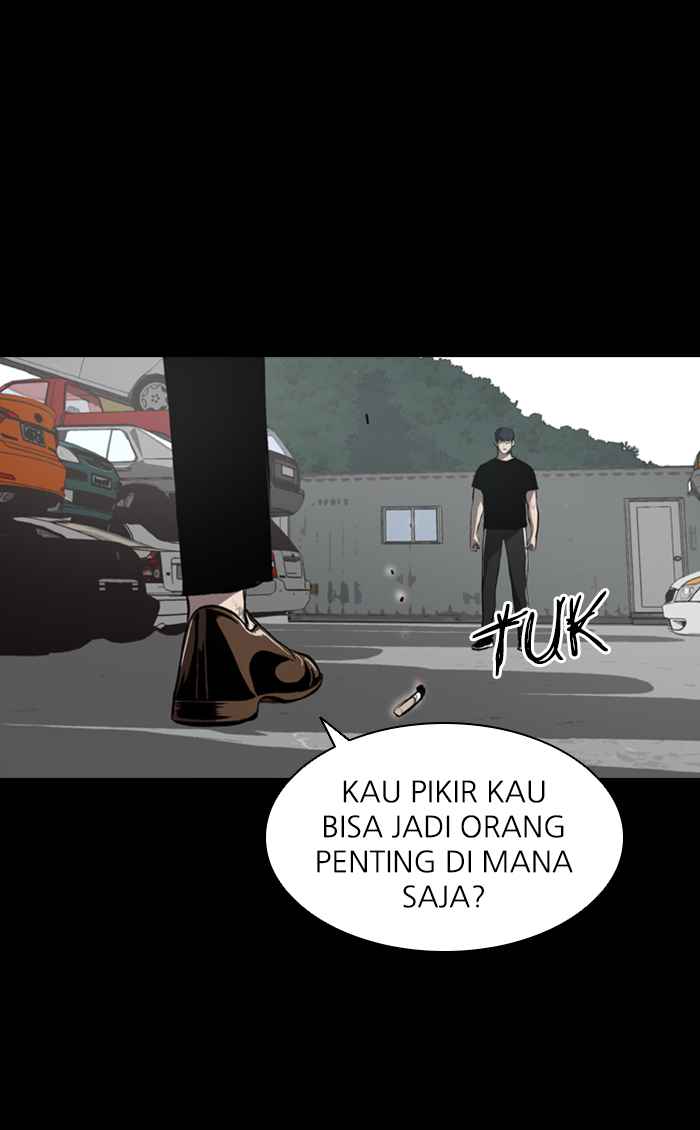 TUK
KAU PIKIR KAU
BISA JADI ORANG
PENTING DI MANA
SAJA?